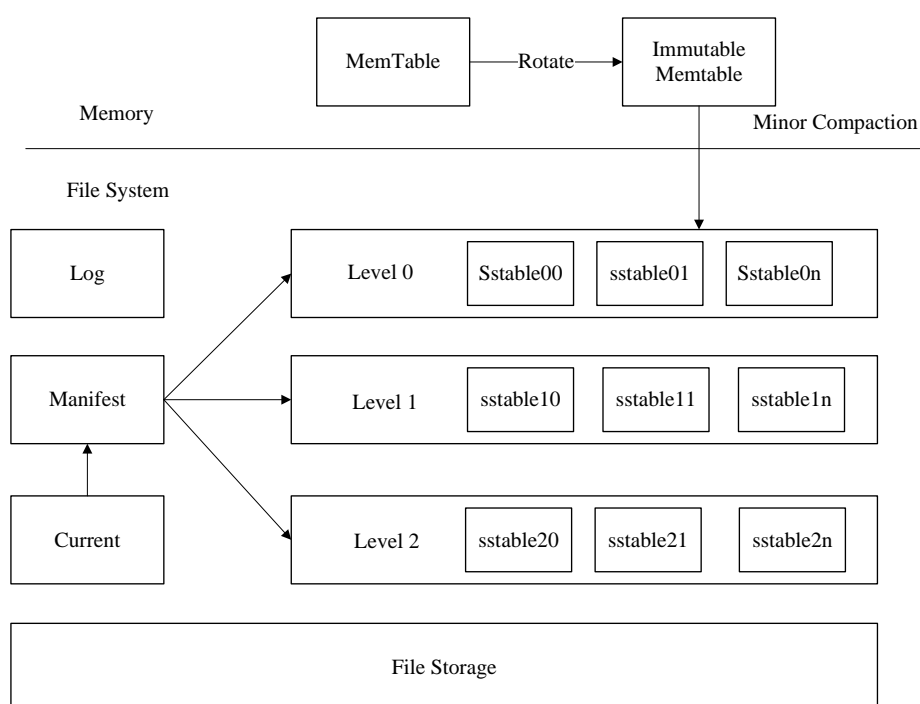 MemTable
Rotate
Immutable
Memtable
Memory
Minor Compaction
File System
Log
Level 0
Sstable00
sstable01
Sstable0n
Manifest
Level 1
sstable10
sstable11
sstable1n
Current
Level 2
sstable20
sstable21
sstable2n
File Storage